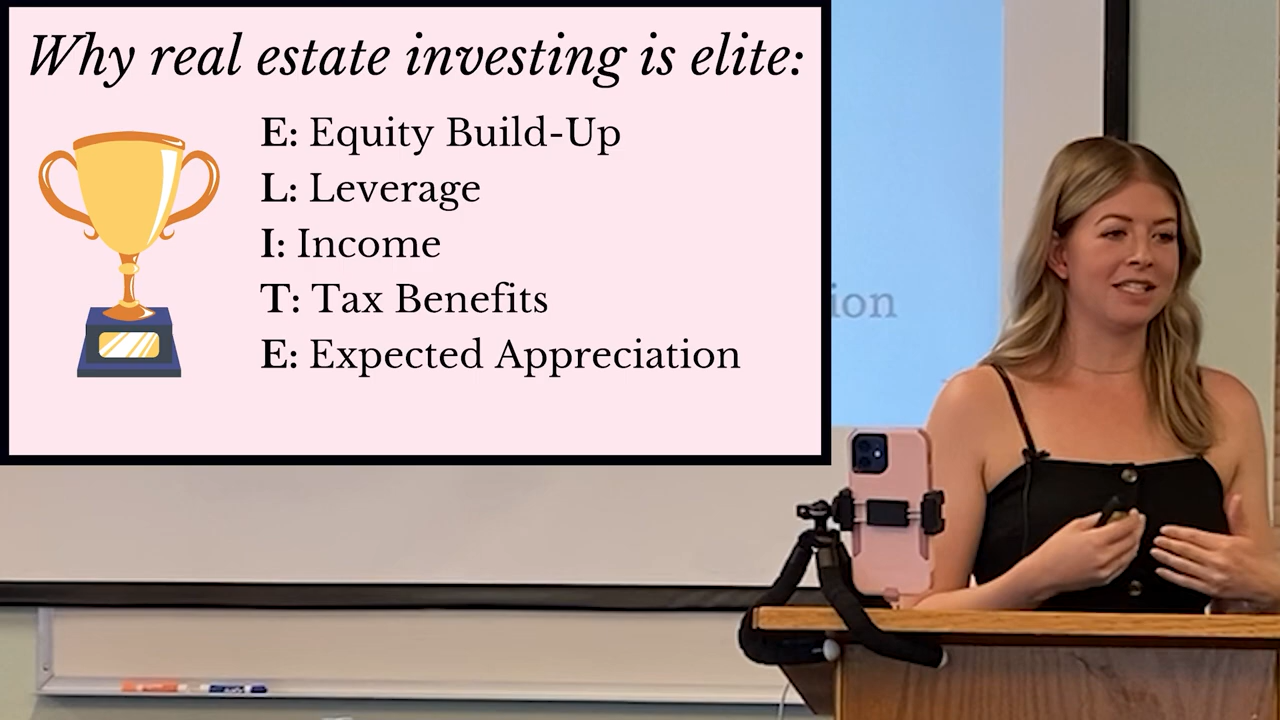 Why real estate investing is elite:
E: Equity Build-Up
L: Leverage
I: Income
T: Tax Benefits
E: Expected Appreciation